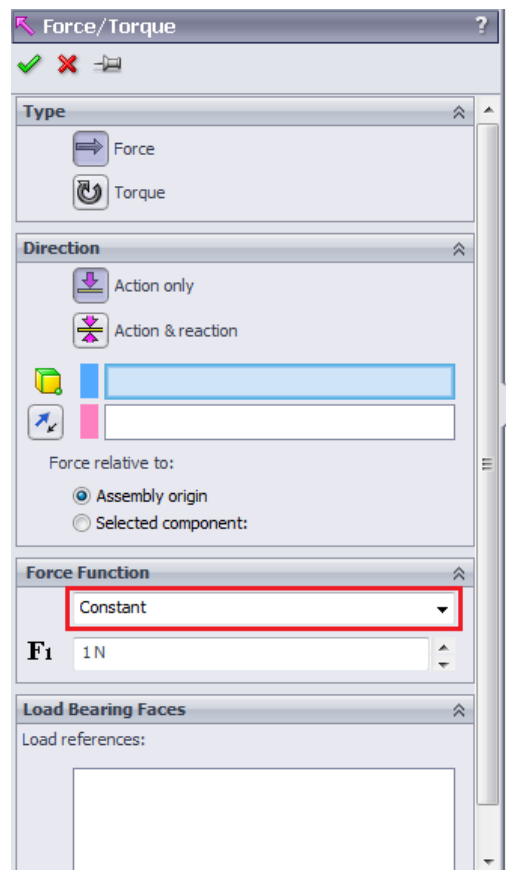 Force/Torque ?
Type
Force
Torque
Direction
Action only
Action & reaction
Force relative to:
Assembly origin
Selected component:
Force Function
Constant
F1 1 N
Load Bearing Faces
Load references: